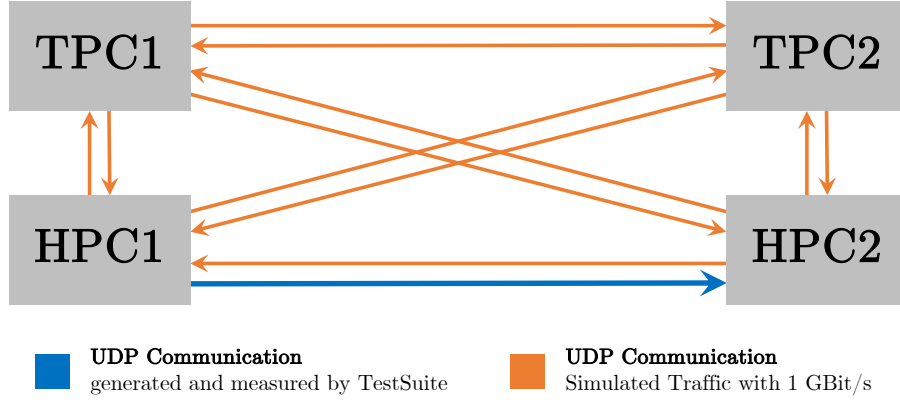 TPC1
TPC2
HPC1
HPC2
UDP Communication
generated and measured by TestSuite
UDP Communication
Simulated Traffic with 1 GBit/s